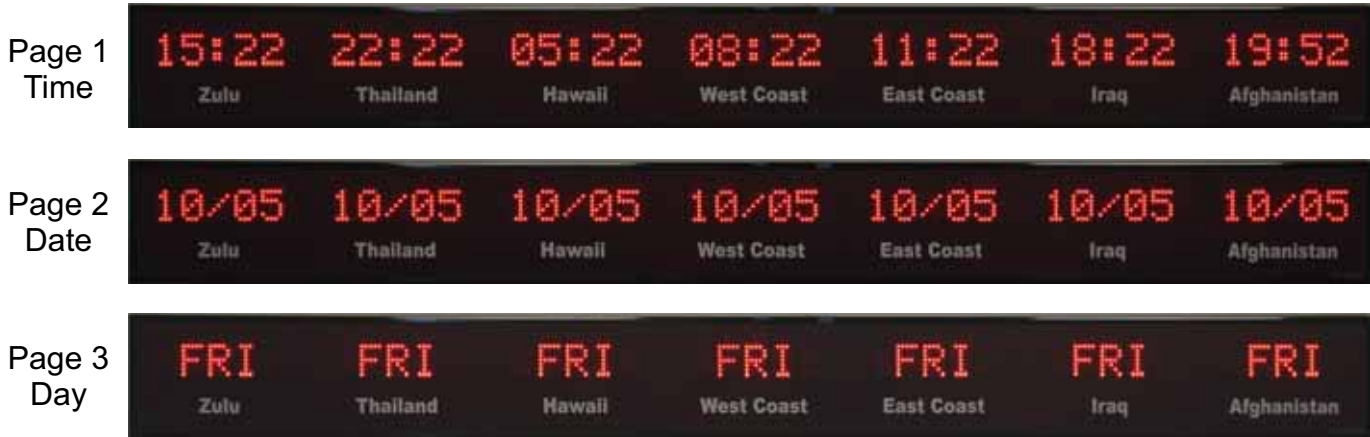 Page 1
Time
15:22 22:22 05:22 08:22 11:22 18:22 19:52
Zulu Thailand Hawaii West Coast East Coast Iraq Afghanistan
Page 2
Date
10/05 10/05 10/05 10/05 10/05 10/05 10/05
Zulu Thailand Hawaii West Coast East Coast Iraq Afghanistan
Page 3
Day
FRI FRI FRI FRI FRI FRI FRI
Zulu Thailand Hawaii West Coast East Coast Iraq Afghanistan